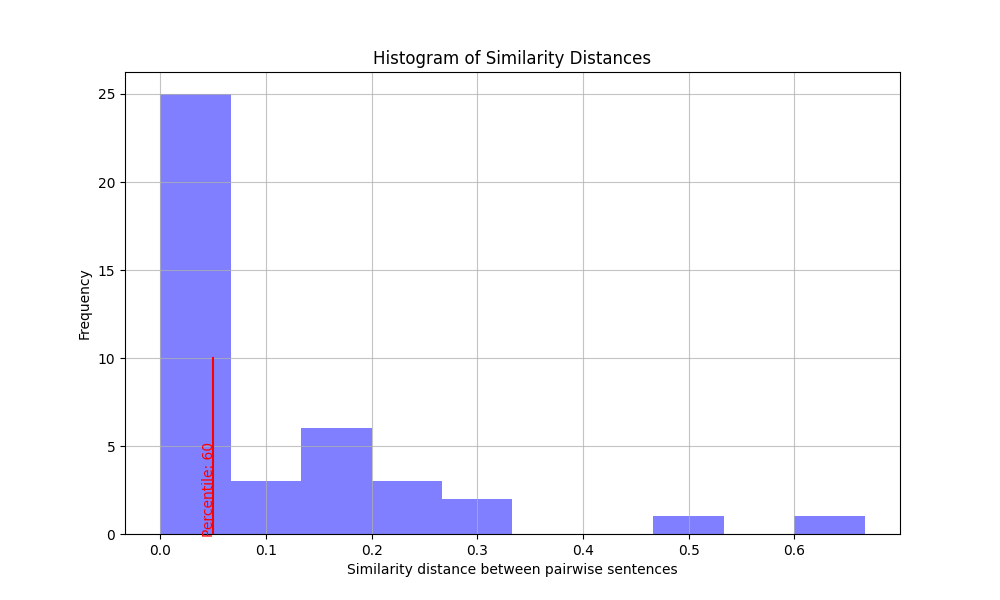 Histogram of Similarity Distances
25
20
15
10
5
0
Frequency
Percentile: 60
0.0 0.1 0.2 0.3 0.4 0.5 0.6
Similarity distance between pairwise sentences